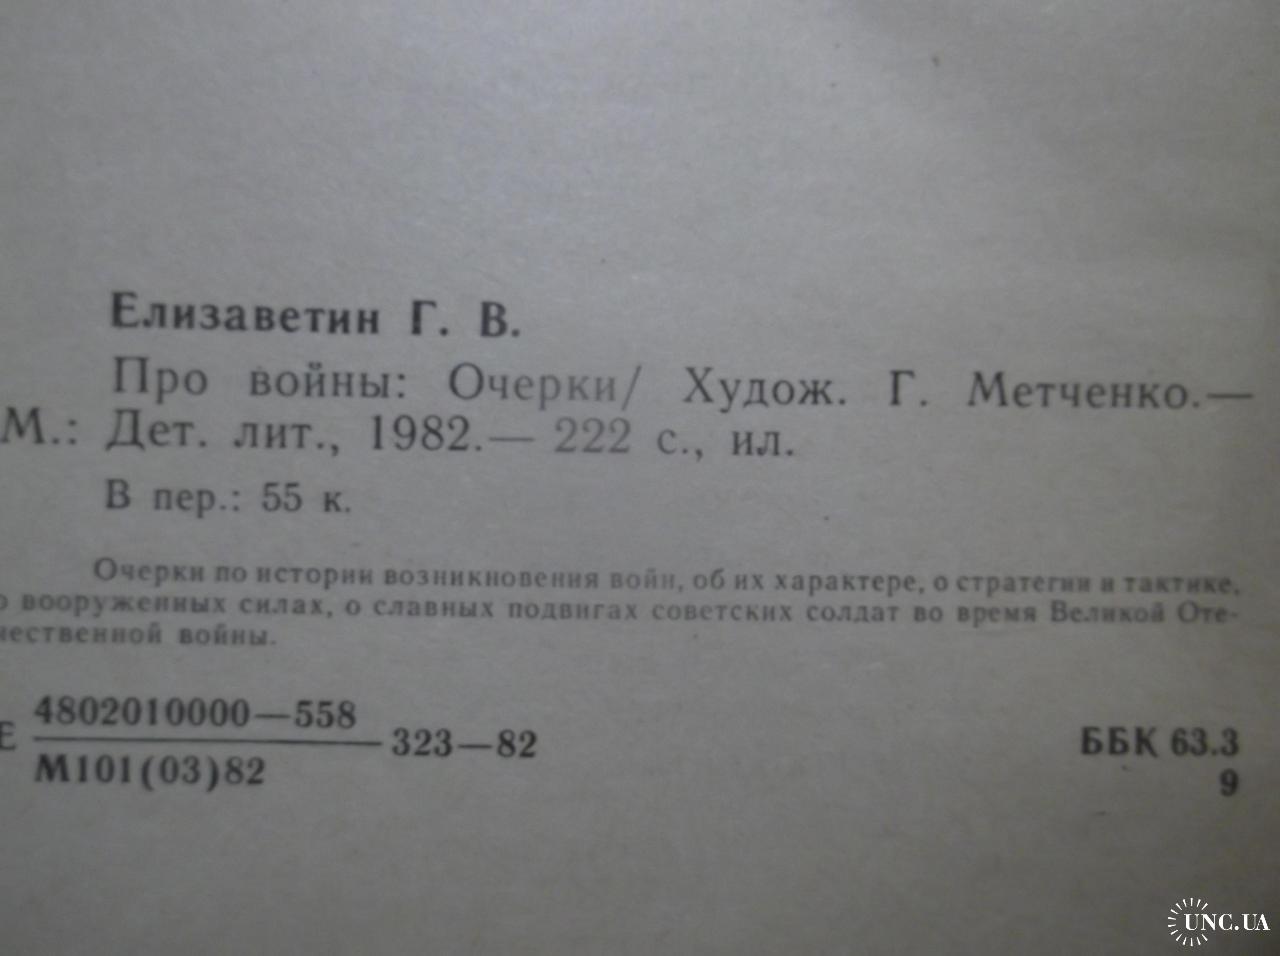 Елизаветин Г. В.
Про войны: Очерки/ Худож. Г. Метченко.—
М.: Дет. лит., 1982.— 222 с., ил.
В пер.: 55 к.
Очерки по истории возникновения войн, об их характере, о стратегии и тактике,
о вооруженных силах, о славных подвигах советских солдат во время Великой Оте-
чественной войны.
Е 4802010000—558 323—82
М101(03)82
ББК 63.3
9
UNC.UA